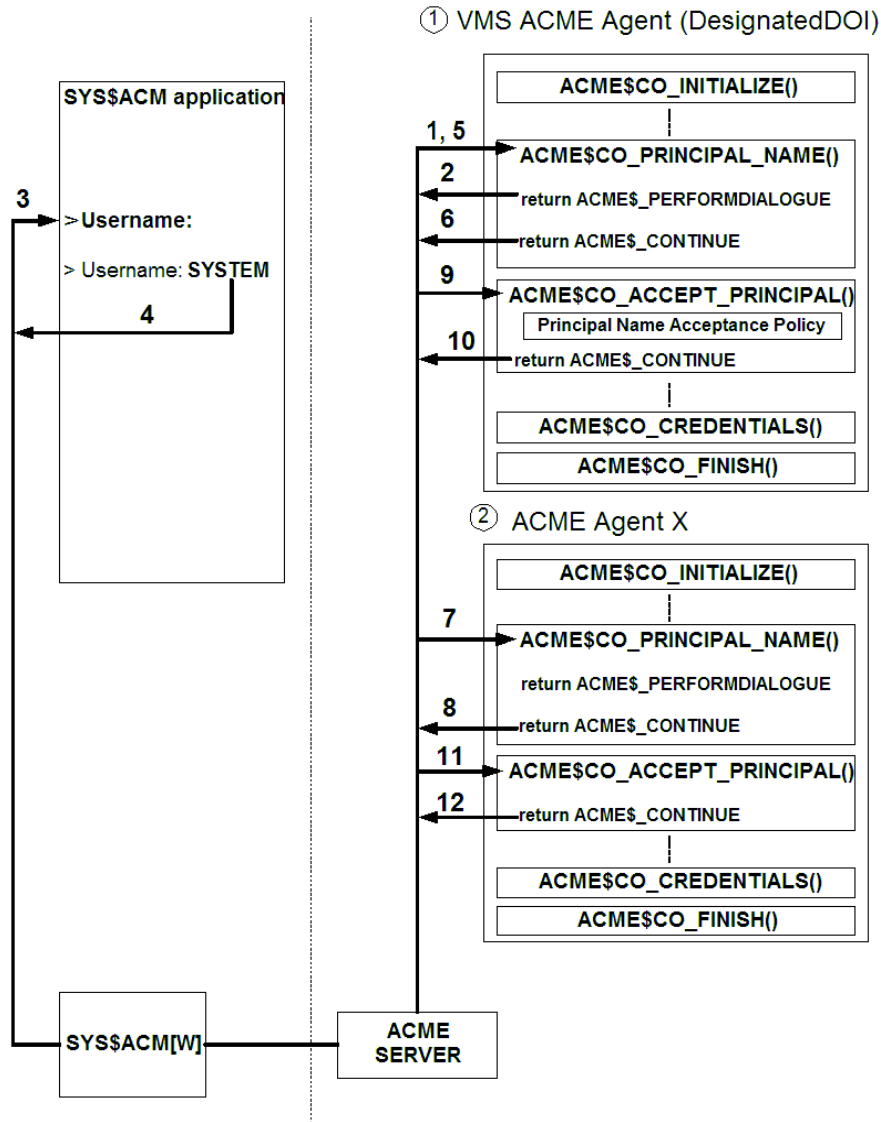 ① VMS ACME Agent (DesignatedDOI)
SYS$ACM application
3
> Username:
> Username: SYSTEM
4
ACME$CO_INITIALIZE()
1, 5
ACME$CO_PRINCIPAL_NAME()
2
return ACME$_PERFORMDIALOGUE
6
return ACME$_CONTINUE
9
ACME$CO_ACCEPT_PRINCIPAL()
Principal Name Acceptance Policy
10
return ACME$_CONTINUE
ACME$CO_CREDENTIALS()
ACME$CO_FINISH()
② ACME Agent X
ACME$CO_INITIALIZE()
7
ACME$CO_PRINCIPAL_NAME()
return ACME$_PERFORMDIALOGUE
8
return ACME$_CONTINUE
11
ACME$CO_ACCEPT_PRINCIPAL()
12
return ACME$_CONTINUE
ACME$CO_CREDENTIALS()
ACME$CO_FINISH()
SYS$ACM[W]
ACME
SERVER